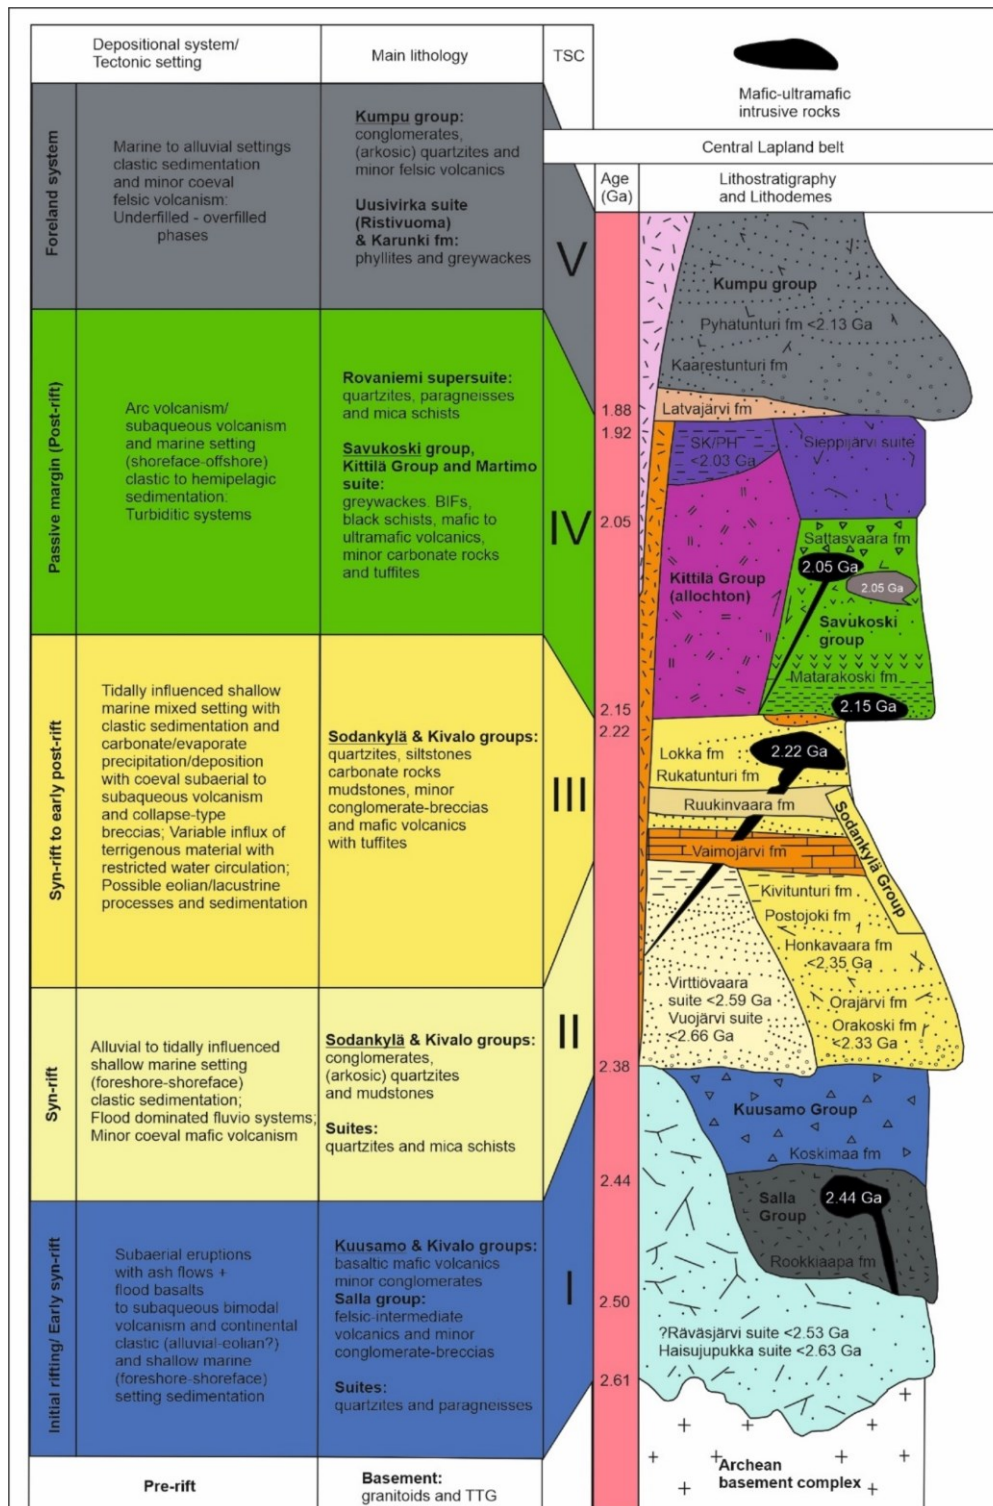 Depositional system/
Tectonic setting
Main lithology
TSC
Mafic-ultramafic
intrusive rocks
Central Lapland belt
Age
(Ga)
Lithostratigraphy
and Lithodemes
Foreland system
Marine to alluvial settings
clastic sedimentation
and minor coeval
felsic volcanism:
Underfilled - overfilled
phases
Kumpu group:
conglomerates,
(arkosic) quartzites and
minor felsic volcanics
Uusivirka suite
(Ristivuoma)
& Karunki fm:
phyllites and greywackes
V
Passive margin (Post-rift)
Arc volcanism/
subaqueous volcanism
and marine setting
(shoreface-offshore)
clastic to hemipelagic
sedimentation:
Turbiditic systems
Rovaniemi supersuite:
quartzites, paragneisses
and mica schists
Savukoski group,
Kittilä Group and Martimo
suite:
greywackes. BIFs,
black schists, mafic to
ultramafic volcanics,
minor carbonate rocks
and tuffites
IV
Syn-rift to early post-rift
Tidally influenced shallow
marine mixed setting with
clastic sedimentation and
carbonate/evaporate
precipitation/deposition
with coeval subaerial to
subaqueous volcanism
and collapse-type
breccias; Variable influx of
terrigenous material with
restricted water circulation;
Possible eolian/lacustrine
processes and sedimentation
Sodankylä & Kivalo groups:
quartzites, siltstones
carbonate rocks
mudstones, minor
conglomerate-breccias
and mafic volcanics
with tuffites
III
Syn-rift
Alluvial to tidally influenced
shallow marine setting
(foreshore-shoreface)
clastic sedimentation;
Flood dominated fluvio systems;
Minor coeval mafic volcanism
Sodankylä & Kivalo groups:
conglomerates,
(arkosic) quartzites
and mudstones
Suites:
quartzites and mica schists
II
Initial rifting/ Early syn-rift
Subaerial eruptions
with ash flows +
flood basalts
to subaqueous bimodal
volcanism and continental
clastic (alluvial-eolian?)
and shallow marine
(foreshore-shoreface)
setting sedimentation
Kuusamo & Kivalo groups:
basaltic mafic volcanics
minor conglomerates
Salla group:
felsic-intermediate
volcanics and minor
conglomerate-breccias
Suites:
quartzites and paragneisses
I
Pre-rift
Basement:
granitoids and TTG
1.88
1.92
2.05
2.15
2.22
2.38
2.44
2.50
2.61
Kumpu group
Pyhätunturi fm <2.13 Ga
Kaarestunturi fm
Latvajärvi fm
SK/PH
<2.03 Ga
Sieppijärvi suite
Sattasvaara fm
2.05 Ga
2.05 Ga
Kittilä Group
(allochton)
Savukoski
group
Matarakoski fm
2.15 Ga
Lokka fm
2.22 Ga
Rukatunturi fm
Ruukinvaara fm
Sodankylä Group
Vaimojärvi fm
Kivitunturi fm
Postojoki fm
Honkavaara fm
<2,35 Ga
Virttiövaara
suite <2.59 Ga
Vuojärvi suite
<2.66 Ga
Orajärvi fm
Orakoski fm
<2.33 Ga
Kuusamo Group
Koskimaa fm
Salla
Group
2.44 Ga
Rookkiaapa fm
?Räväsjärvi suite <2.53 Ga
Haisujupukka suite <2.63 Ga
Archean
basement complex